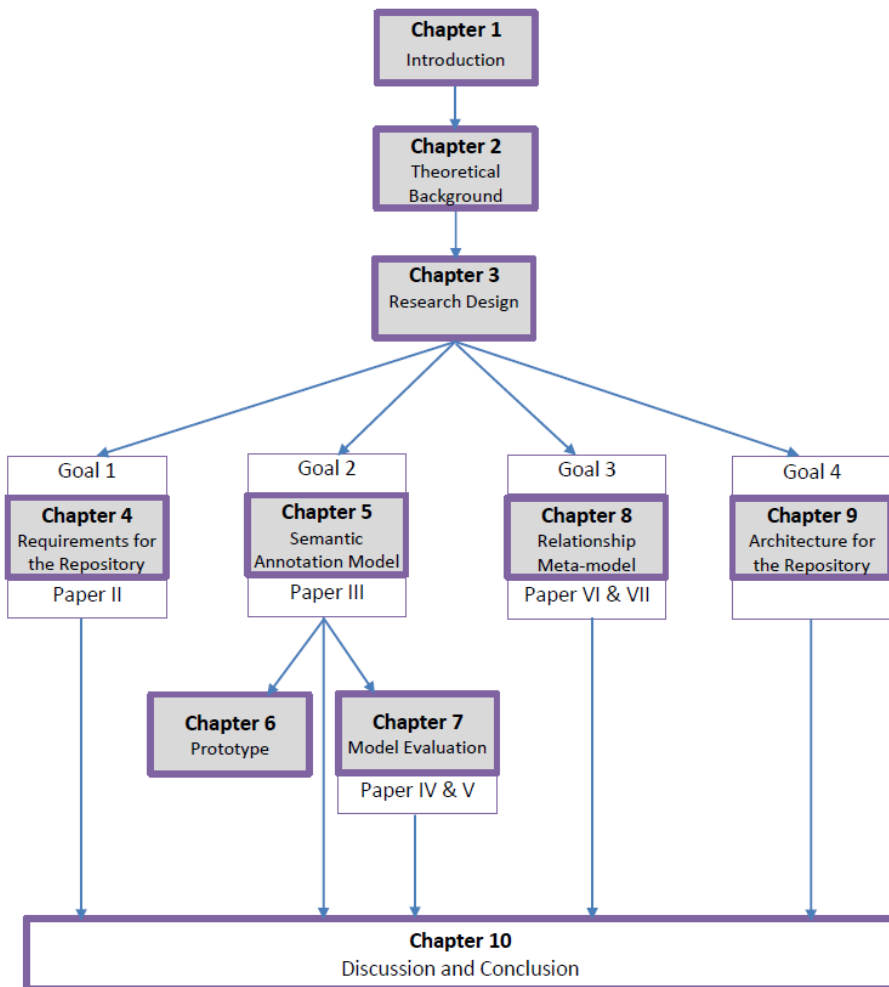 Chapter 1
Introduction
Chapter 2
Theoretical
Background
Chapter 3
Research Design
Goal 1
Chapter 4
Requirements for
the Repository
Paper II
Goal 2
Chapter 5
Semantic
Annotation Model
Paper III
Goal 3
Chapter 8
Relationship
Meta-model
Paper VI & VII
Goal 4
Chapter 9
Architecture for
the Repository
Chapter 6
Prototype
Chapter 7
Model Evaluation
Paper IV & V
Chapter 10
Discussion and Conclusion